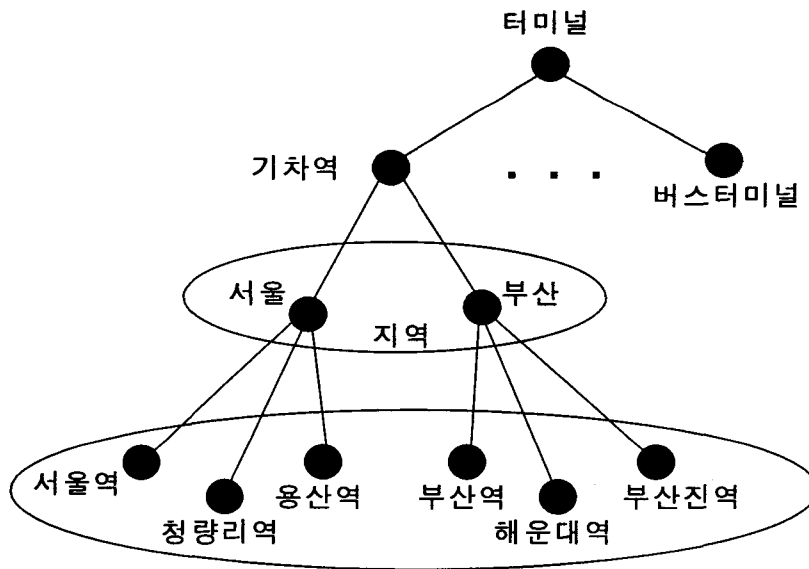 터미널
기차역
. . .
버스터미널
서울
부산
지역
서울역
용산역
부산역
부산진역
청량리역
해운대역